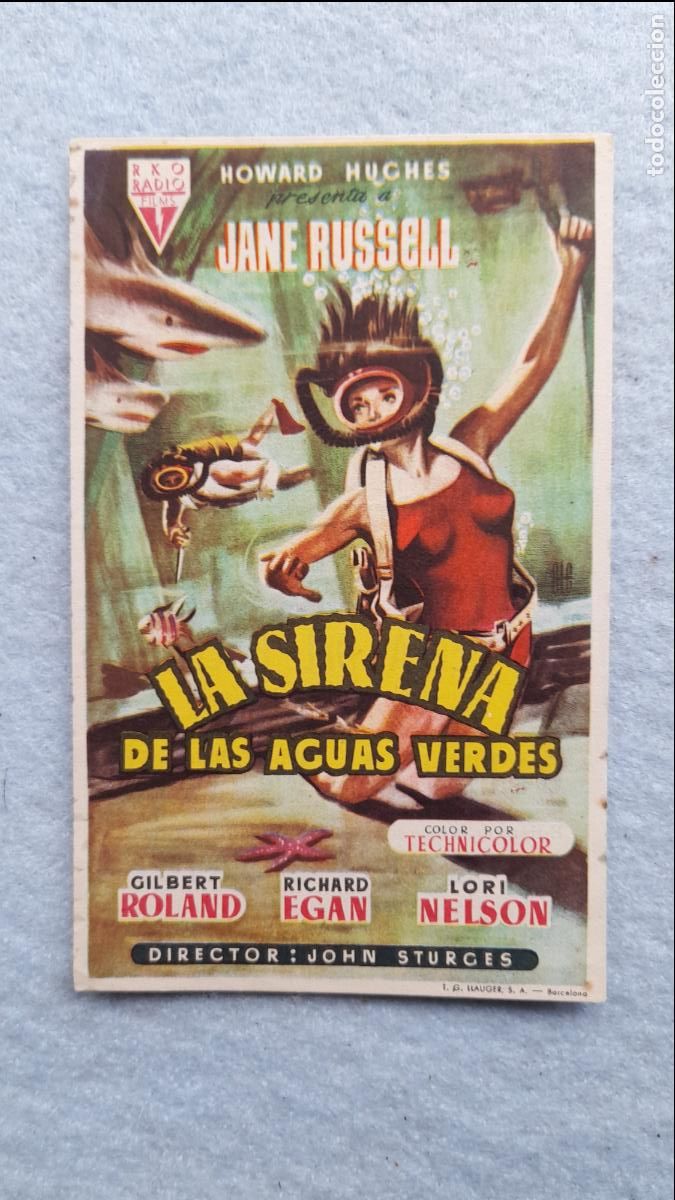 RKO
RADIO
FILMS
HOWARD HUGHES
presenta a
JANE RUSSELL
LA SIRENA
DE LAS AGUAS VERDES
COLOR POR
TECHNICOLOR
GILBERT
ROLAND
RICHARD
EGAN
LORI
NELSON
DIRECTOR: JOHN STURGES
I. G. LLAUGER, S. A. — Barcelona
todocoleccion